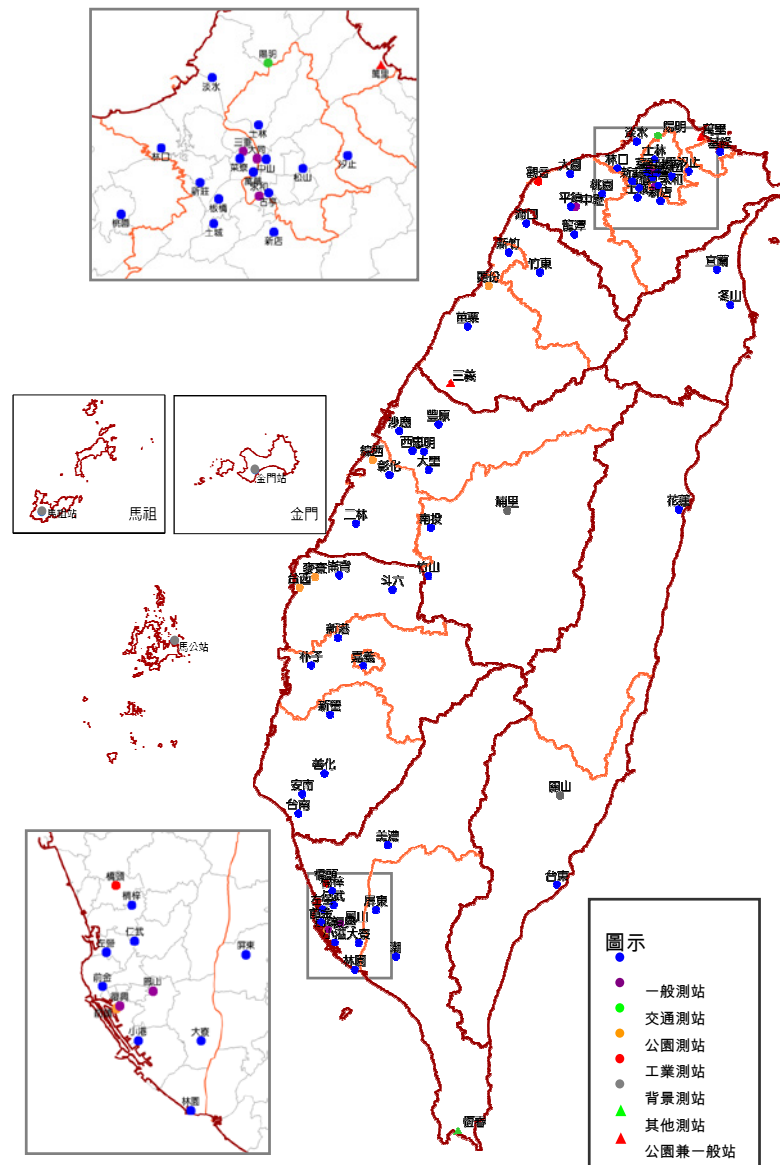 陽明
萬里
淡水
士林
三重
林口
菜寮
中山
汐止
松山
新莊
板橋
古亭
桃園
土城
新店
淡水
陽明
萬里
士林
林口
汐止
大園
觀音
桃園
平鎮
中壢
新店
湖口
龍潭
新竹
竹東
宜蘭
冬山
苗栗
三義
豐原
沙鹿
西屯
忠明
線西
大里
彰化
埔里
花蓮
金門站
馬祖站
馬祖
金門
二林
南投
竹山
麥寮
崙背
台西
斗六
新港
馬公站
朴子
嘉義
新營
善化
安南
關山
台南
美濃
台東
橋頭
楠梓
仁武
屏東
左營
前金
鳳山
復興
小港
大寮
林園
屏東
大寮
林園
潮
恆春
圖示
一般測站
交通測站
公園測站
工業測站
背景測站
其他測站
公園兼一般站